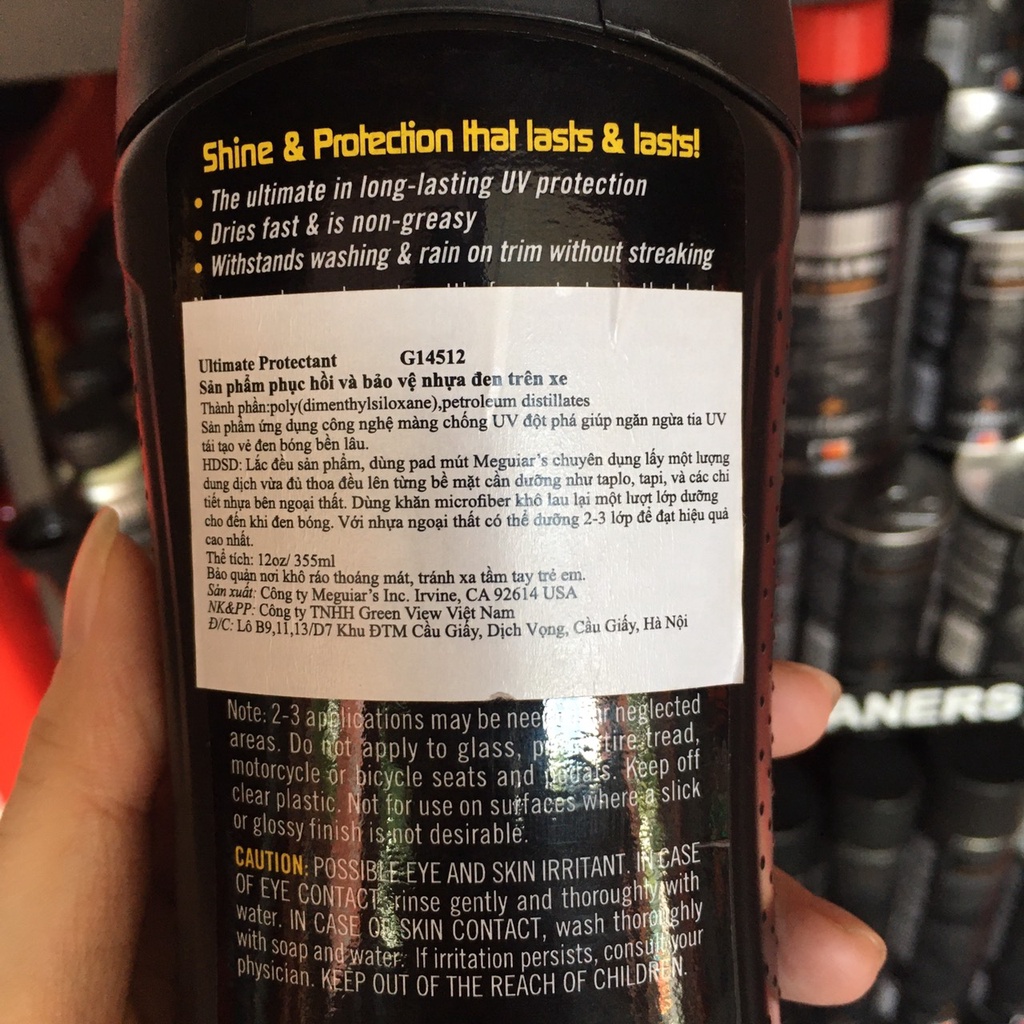 Shine & Protection that lasts & lasts!
• The ultimate in long-lasting UV protection
• Dries fast & is non-greasy
• Withstands washing & rain on trim without streaking
Ultimate Protectant G14512
Sản phẩm phục hồi và bảo vệ nhựa đen trên xe
Thành phần:poly(dimenthylsiloxane),petroleum distillates
Sản phẩm ứng dụng công nghệ màng chống UV đột phá giúp ngăn ngừa tia UV
tái tạo vẻ đen bóng bền lâu.
HDSD: Lắc đều sản phẩm, dùng pad mút Meguiar's chuyên dụng lấy một lượng
dung dịch vừa đủ thoa đều lên từng bề mặt cần dưỡng như taplo, tapi, và các chi
tiết nhựa bên ngoại thất. Dùng khăn microfiber khô lau lại một lượt lớp dưỡng
cho đến khi đen bóng. Với nhựa ngoại thất có thể dưỡng 2-3 lớp để đạt hiệu quả
cao nhất.
Thể tích: 12oz/ 355ml
Bảo quản nơi khô ráo thoáng mát, tránh xa tầm tay trẻ em.
Sản xuất: Công ty Meguiar's Inc. Irvine, CA 92614 USA
NK&PP: Công ty TNHH Green View Việt Nam
Đ/C: Lô B9,11,13/D7 Khu ĐTM Cầu Giấy, Dịch Vọng, Cầu Giấy, Hà Nội
Note: 2-3 applications may be needed for neglected
areas. Do not apply to glass, tire tread,
motorcycle or bicycle seats and pedals. Keep off
clear plastic. Not for use on surfaces where a slick
or glossy finish is not desirable.
CAUTION: POSSIBLE EYE AND SKIN IRRITANT. IN CASE
OF EYE CONTACT, rinse gently and thoroughly with
water. IN CASE OF SKIN CONTACT, wash thoroughly
with soap and water. If irritation persists, consult your
physician. KEEP OUT OF THE REACH OF CHILDREN.
ANERS